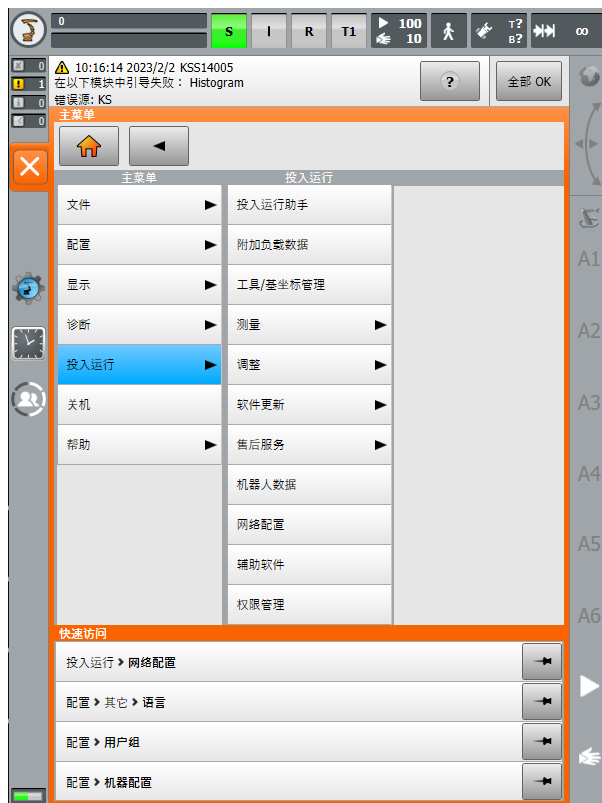 0
S I R T1 100 10 T? B? ∞
0
1
0
0
10:16:14 2023/2/2 KSS14005
在以下模块中引导失败： Histogram
错误源: KS
?
全部 OK
主菜单
主菜单
投入运行
文件
配置
显示
诊断
投入运行
关机
帮助
投入运行助手
附加负载数据
工具/基坐标管理
测量
调整
软件更新
售后服务
机器人数据
网络配置
辅助软件
权限管理
A1
A2
A3
A4
A5
A6
快速访问
投入运行 > 网络配置
配置 > 其它 > 语言
配置 > 用户组
配置 > 机器配置